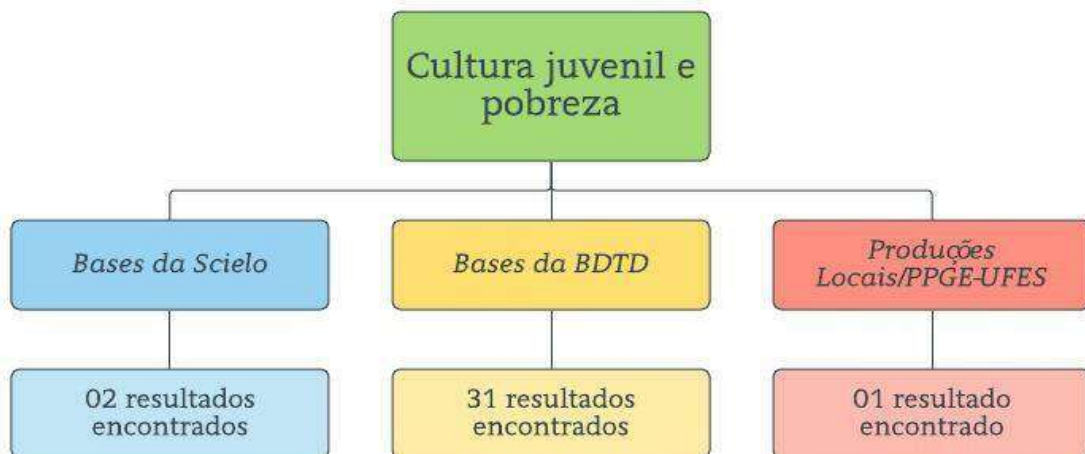 Cultura juvenil e
pobreza
Bases da Scielo
Bases da BDTD
Produções
Locais/PPGE-UFES
02 resultados
encontrados
31 resultados
encontrados
01 resultado
encontrado